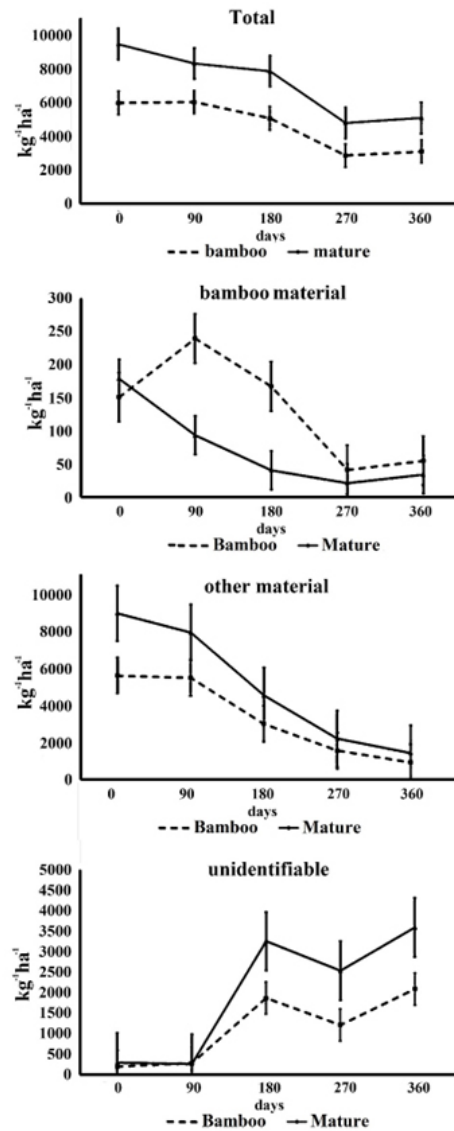 Total
10000
8000
6000
4000
2000
0
kg⁻¹ha⁻¹
0 90 180 270 360
days
bamboo mature
bamboo material
300
250
200
150
100
50
0
kg⁻¹ha⁻¹
0 90 180 270 360
days
Bamboo Mature
other material
10000
8000
6000
4000
2000
0
kg⁻¹ha⁻¹
0 90 180 270 360
days
Bamboo Mature
unidentifiable
5000
4500
4000
3500
3000
2500
2000
1500
1000
500
0
kg⁻¹ha⁻¹
0 90 180 270 360
days
Bamboo Mature